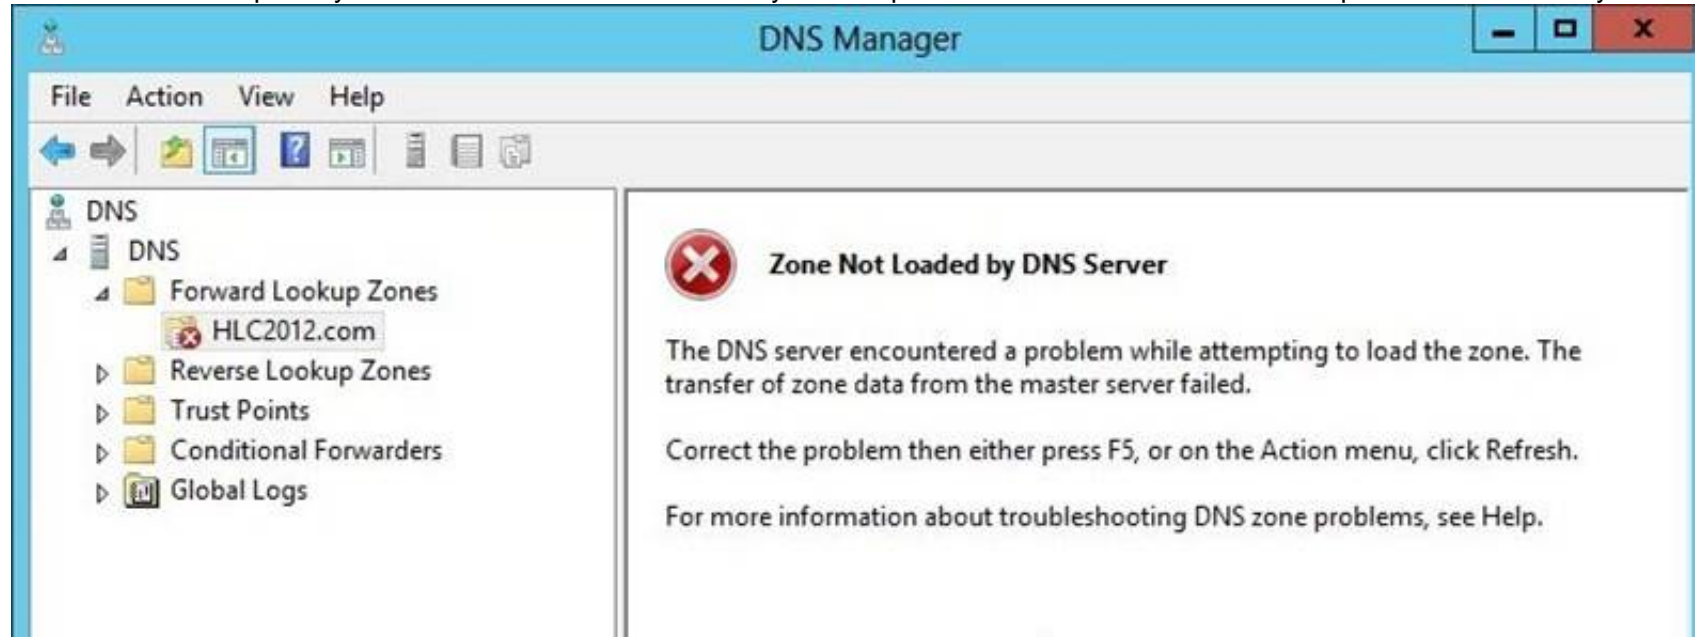 DNS Manager
File Action View Help
DNS
DNS
Forward Lookup Zones
HLC2012.com
Reverse Lookup Zones
Trust Points
Conditional Forwarders
Global Logs
Zone Not Loaded by DNS Server
The DNS server encountered a problem while attempting to load the zone. The
transfer of zone data from the master server failed.
Correct the problem then either press F5, or on the Action menu, click Refresh.
For more information about troubleshooting DNS zone problems, see Help.